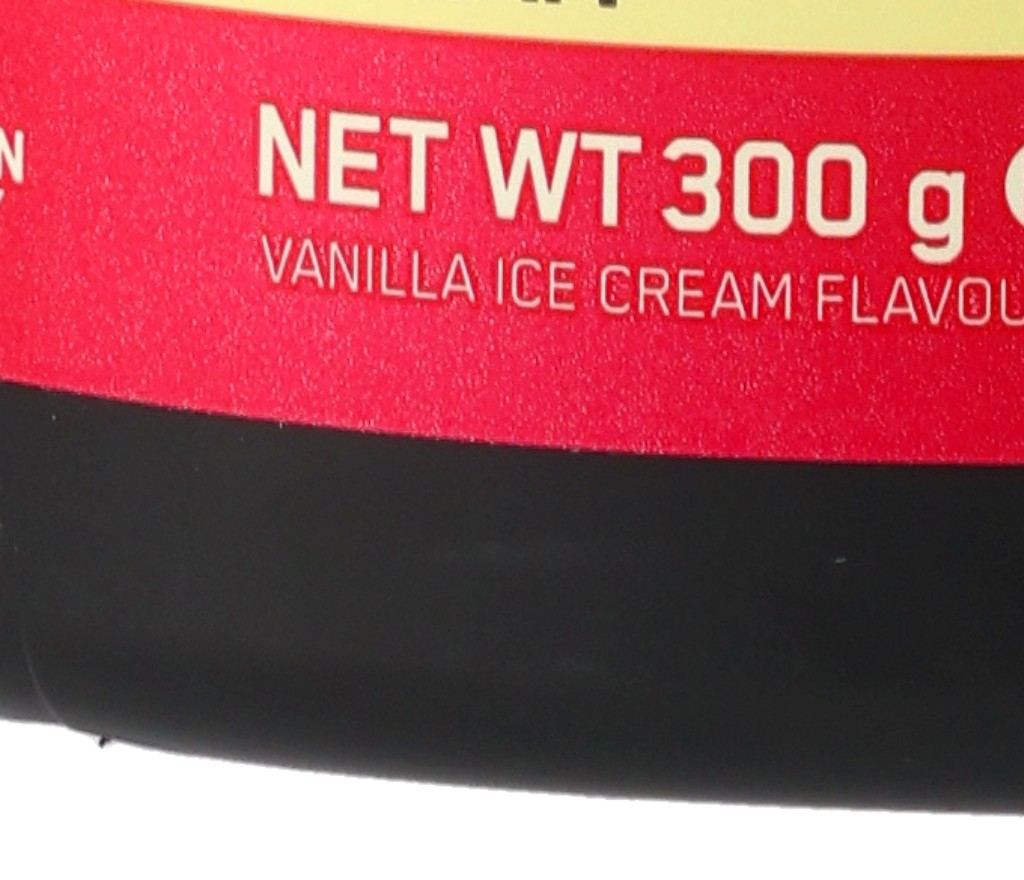 NET WT 300 g
VANILLA ICE CREAM FLAVOU